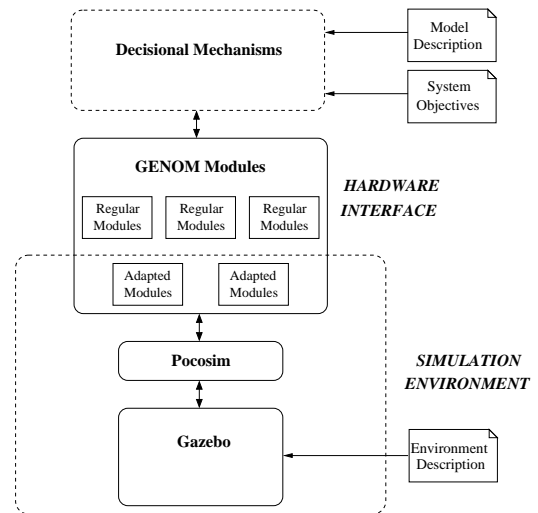 Decisional Mechanisms
Model
Description
System
Objectives
GENOM Modules
Regular
Modules
Regular
Modules
Regular
Modules
HARDWARE
INTERFACE
Adapted
Modules
Adapted
Modules
Pocosim
SIMULATION
ENVIRONMENT
Gazebo
Environment
Description